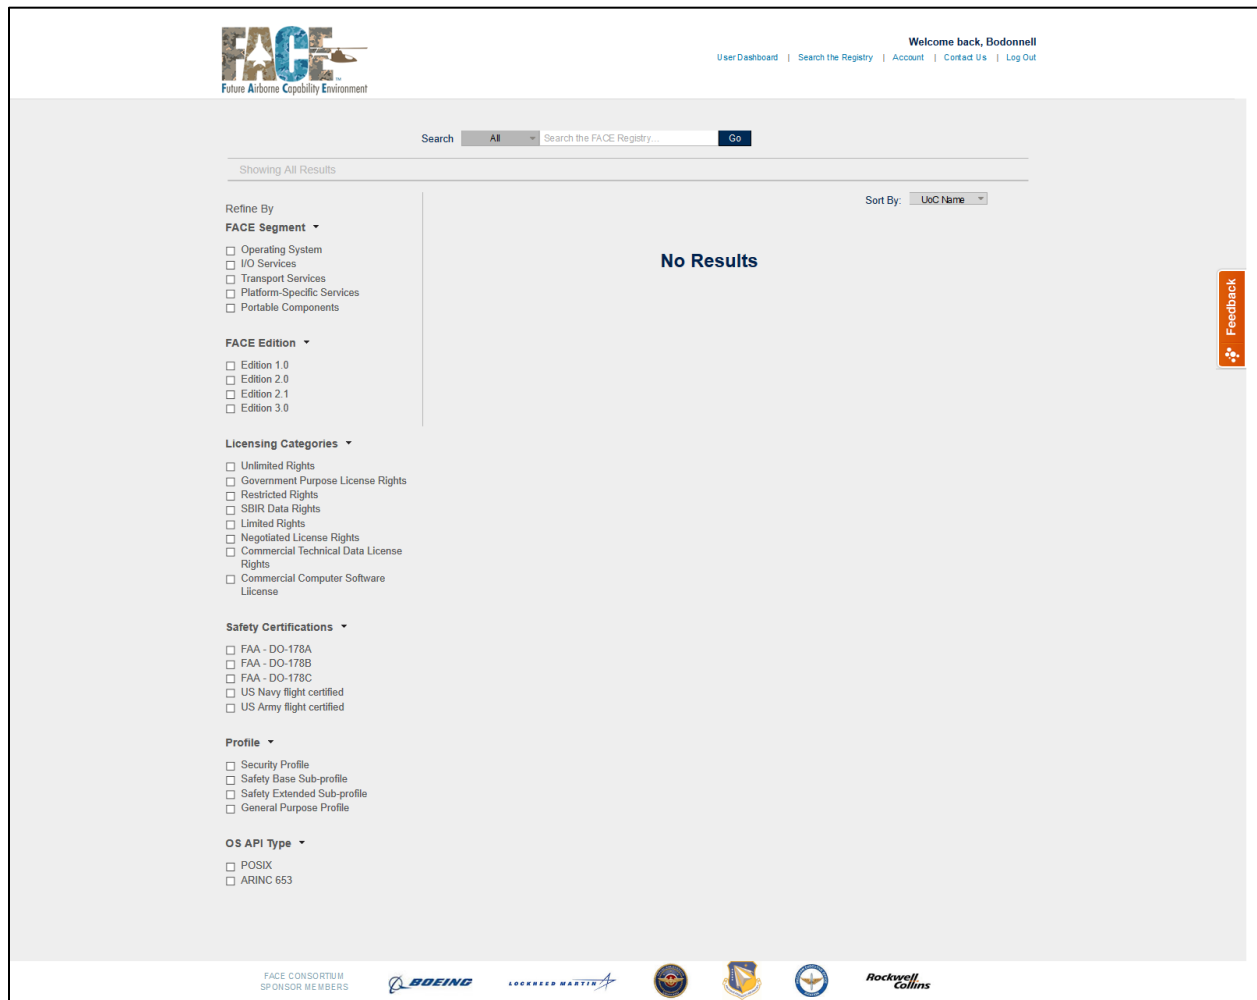 FACE™
Future Airborne Capability Environment
Welcome back, Bodonnell
User Dashboard | Search the Registry | Account | Contact Us | Log Out
Search All Search the FACE Registry... Go
Showing All Results
Sort By: UoC Name
Refine By
FACE Segment
Operating System
I/O Services
Transport Services
Platform-Specific Services
Portable Components
No Results
Feedback
FACE Edition
Edition 1.0
Edition 2.0
Edition 2.1
Edition 3.0
Licensing Categories
Unlimited Rights
Government Purpose License Rights
Restricted Rights
SBIR Data Rights
Limited Rights
Negotiated License Rights
Commercial Technical Data License
Rights
Commercial Computer Software
Liicense
Safety Certifications
FAA - DO-178A
FAA - DO-178B
FAA - DO-178C
US Navy flight certified
US Army flight certified
Profile
Security Profile
Safety Base Sub-profile
Safety Extended Sub-profile
General Purpose Profile
OS API Type
POSIX
ARINC 653
FACE CONSORTIUM
SPONSOR MEMBERS
BOEING
LOCKHEED MARTIN
Rockwell
Collins